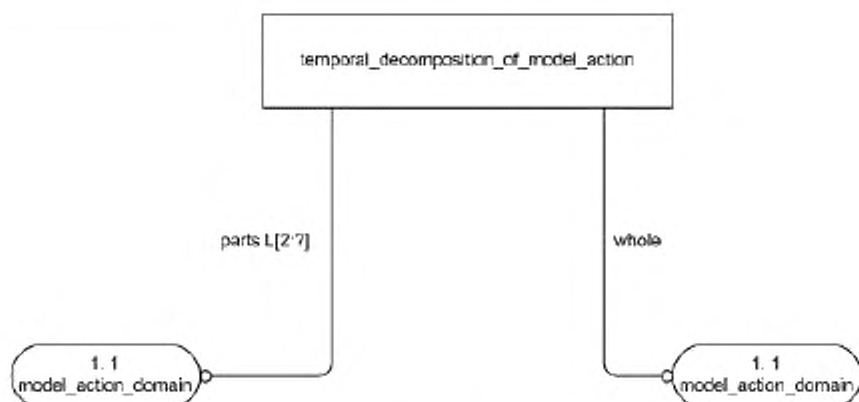 temporal_decomposition_of_model_action
parts L[2:?]
whole
1, 1
model_action_domain
1, 1
model_action_domain